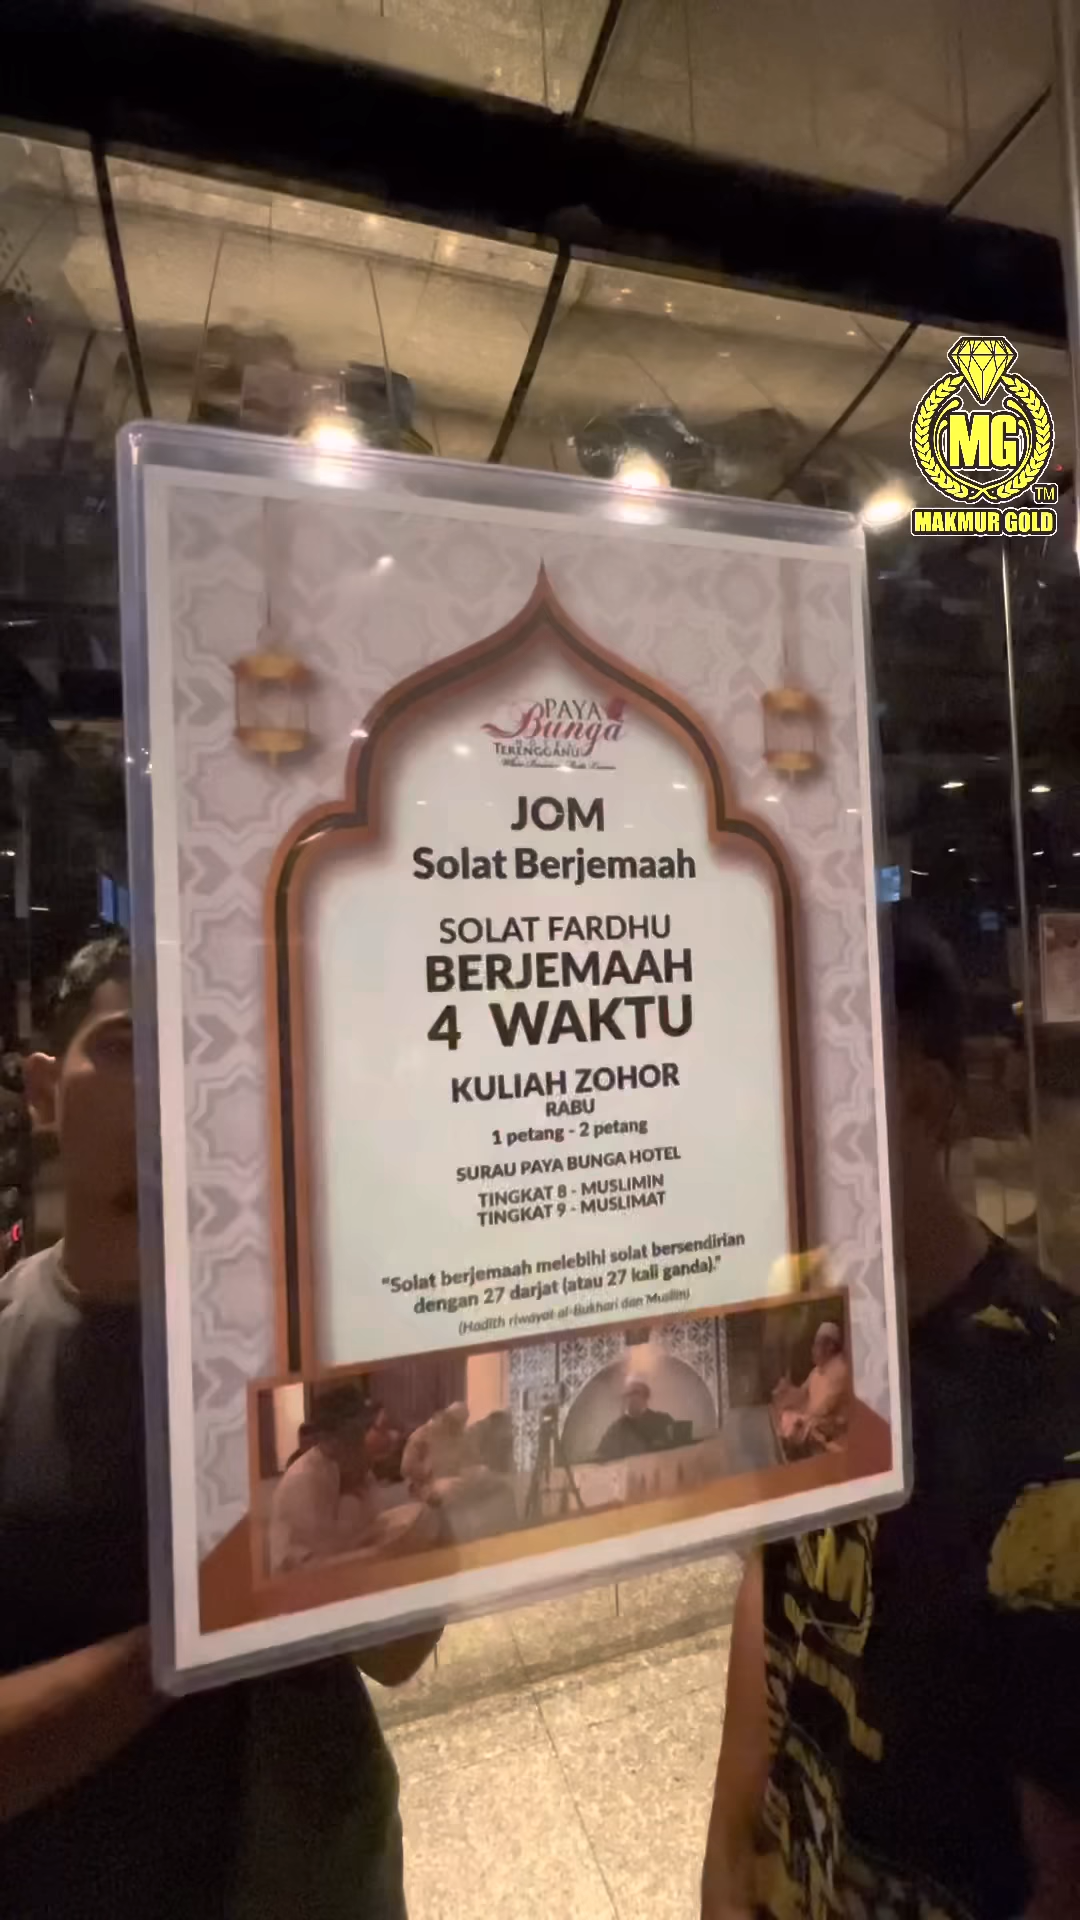 MG
TM
MAKMUR GOLD
PAYA
Bunga
TERENGGANU
JOM
Solat Berjemaah
SOLAT FARDHU
BERJEMAAH
4 WAKTU
KULIAH ZOHOR
RABU
1 petang - 2 petang
SURAU PAYA BUNGA HOTEL
TINGKAT 8 - MUSLIMIN
TINGKAT 9 - MUSLIMAT
"Solat berjemaah melebihi solat bersendirian
dengan 27 darjat (atau 27 kali ganda)."
(Hadith riwayat al-Bukhari dan Muslim)